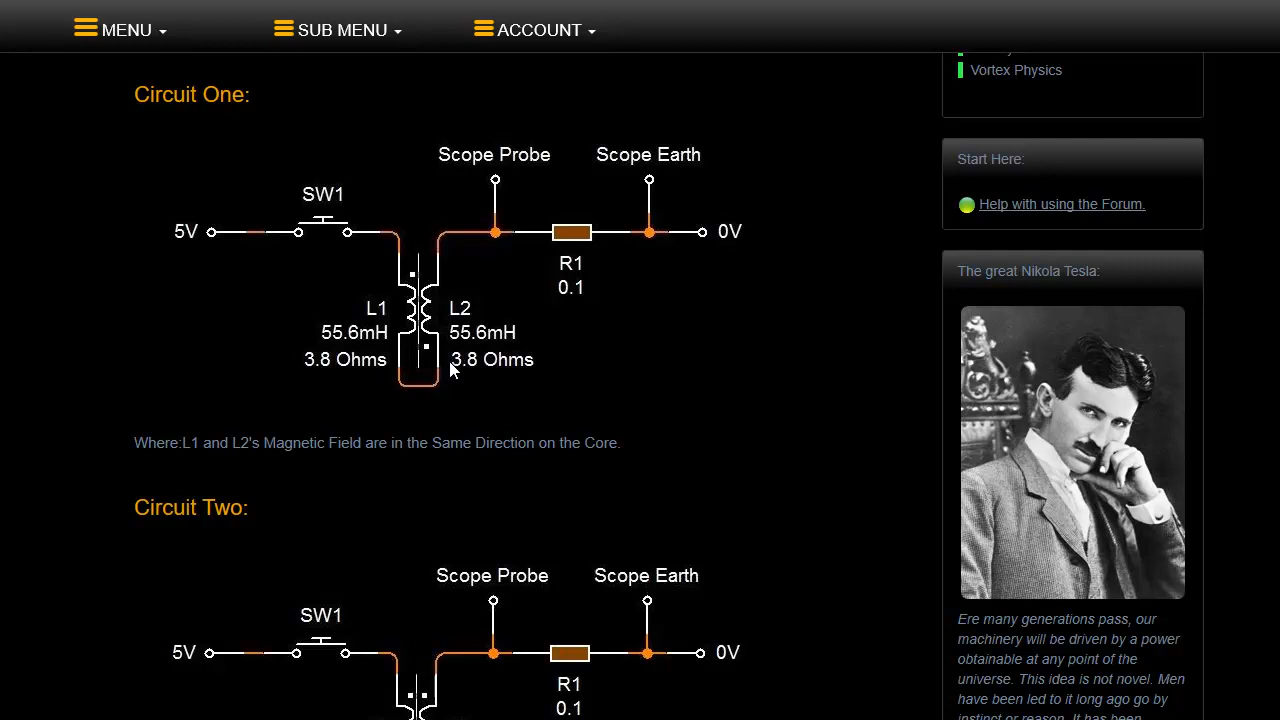 MENU
SUB MENU
ACCOUNT
Vortex Physics
Circuit One:
Scope Probe
Scope Earth
SW1
5V
0V
R1
0.1
L1
L2
55.6mH
55.6mH
3.8 Ohms
3.8 Ohms
Where:L1 and L2's Magnetic Field are in the Same Direction on the Core.
Circuit Two:
Scope Probe
Scope Earth
SW1
5V
0V
R1
0.1
Start Here:
Help with using the Forum.
The great Nikola Tesla:
Ere many generations pass, our
machinery will be driven by a power
obtainable at any point of the
universe. This idea is not novel. Men
have been led to it long ago go by
instinct or reason. It has been